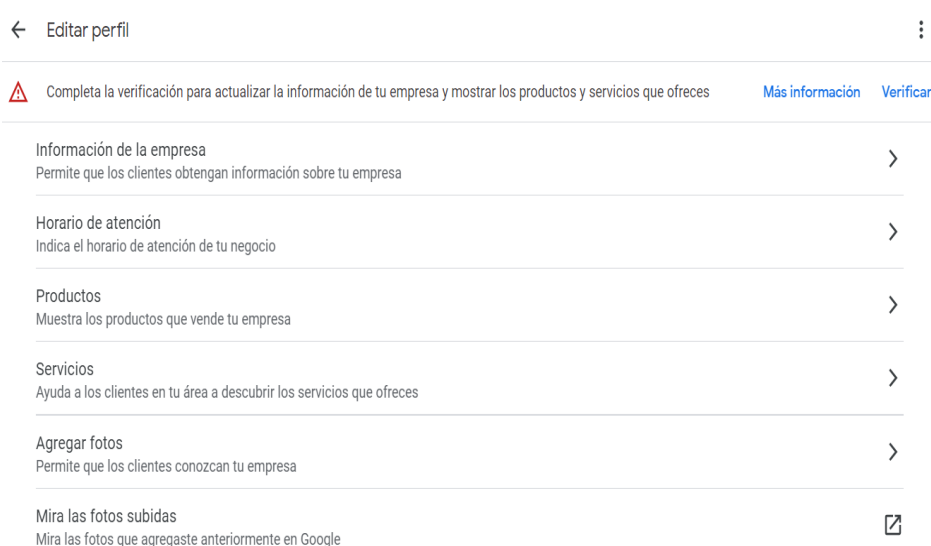 Editar perfil
Completa la verificación para actualizar la información de tu empresa y mostrar los productos y servicios que ofreces Más información Verificar
Información de la empresa
Permite que los clientes obtengan información sobre tu empresa
Horario de atención
Indica el horario de atención de tu negocio
Productos
Muestra los productos que vende tu empresa
Servicios
Ayuda a los clientes en tu área a descubrir los servicios que ofreces
Agregar fotos
Permite que los clientes conozcan tu empresa
Mira las fotos subidas
Mira las fotos que agregaste anteriormente en Google